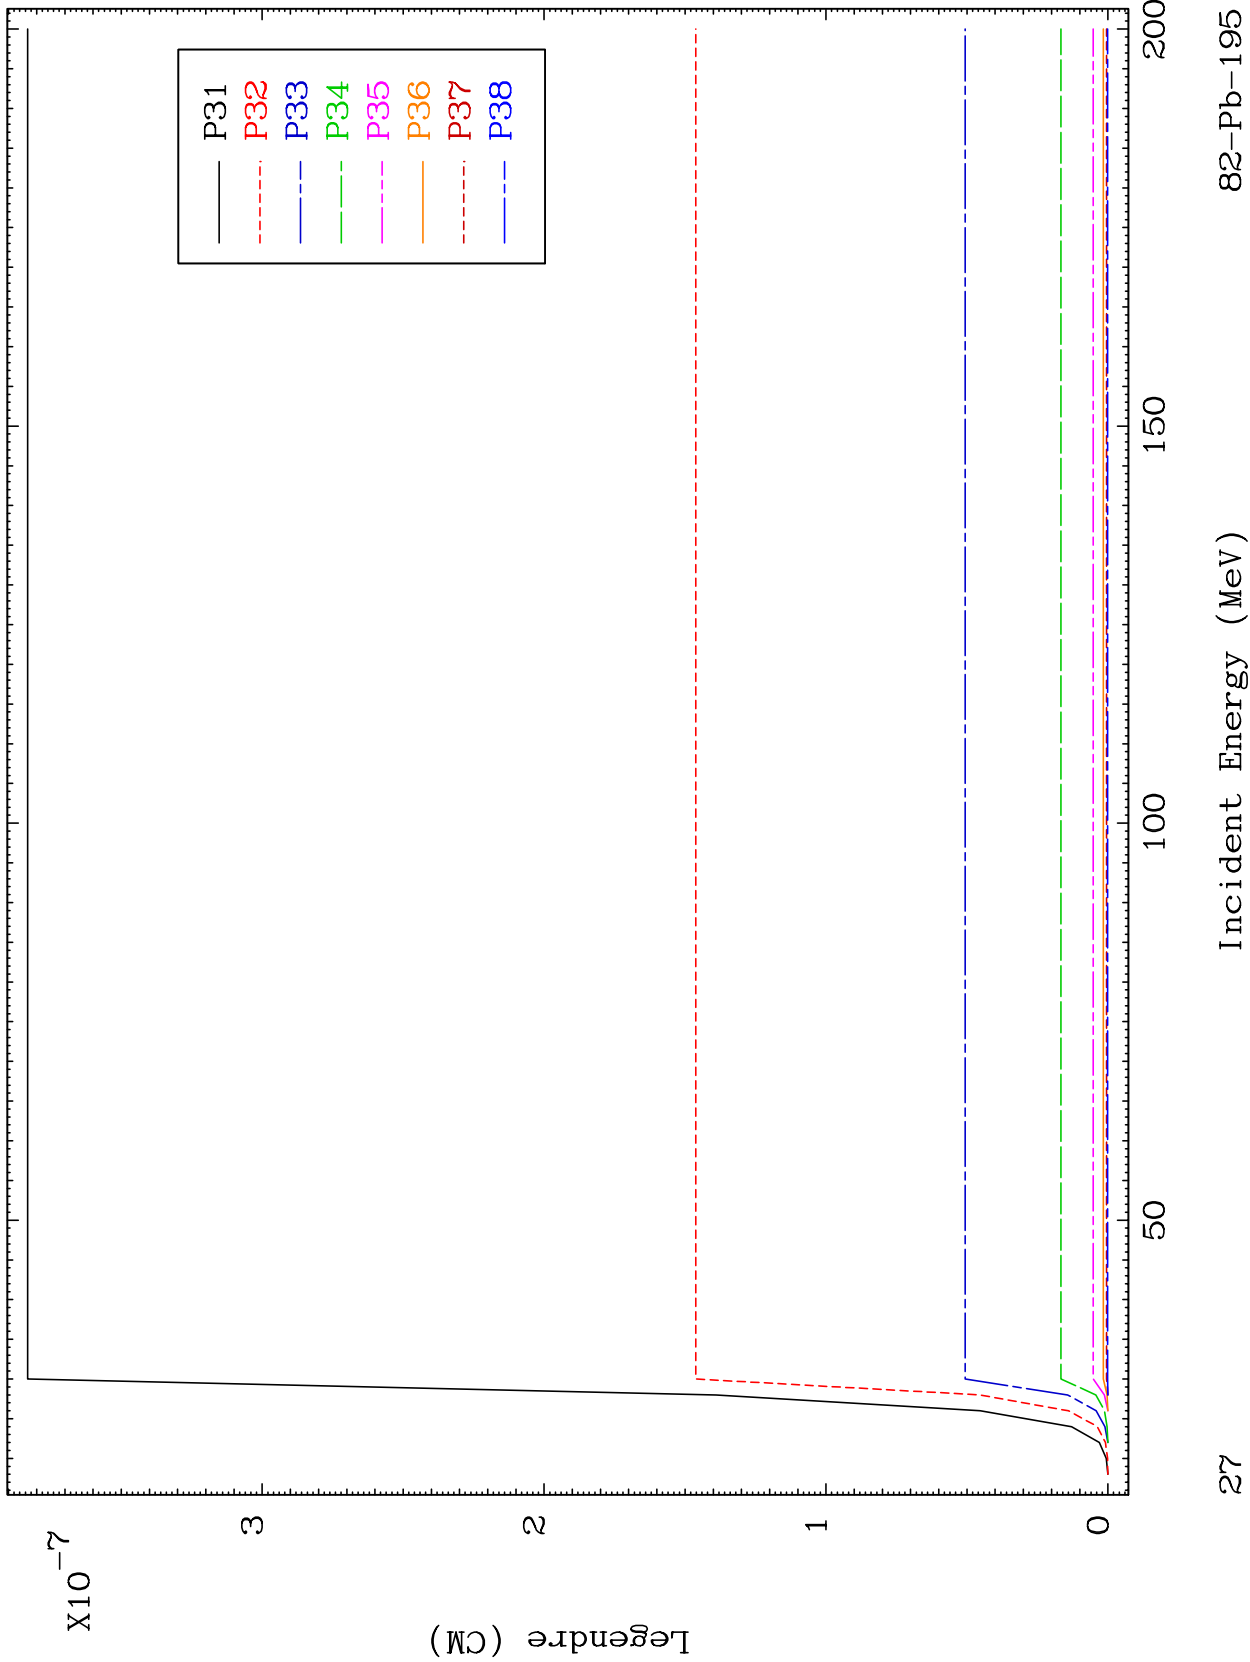 X10-7
Legendre (CM)
3
2
1
0
P31
P32
P33
P34
P35
P36
P37
P38
50
100
150
200
Incident Energy (MeV)
27
82-Pb-195